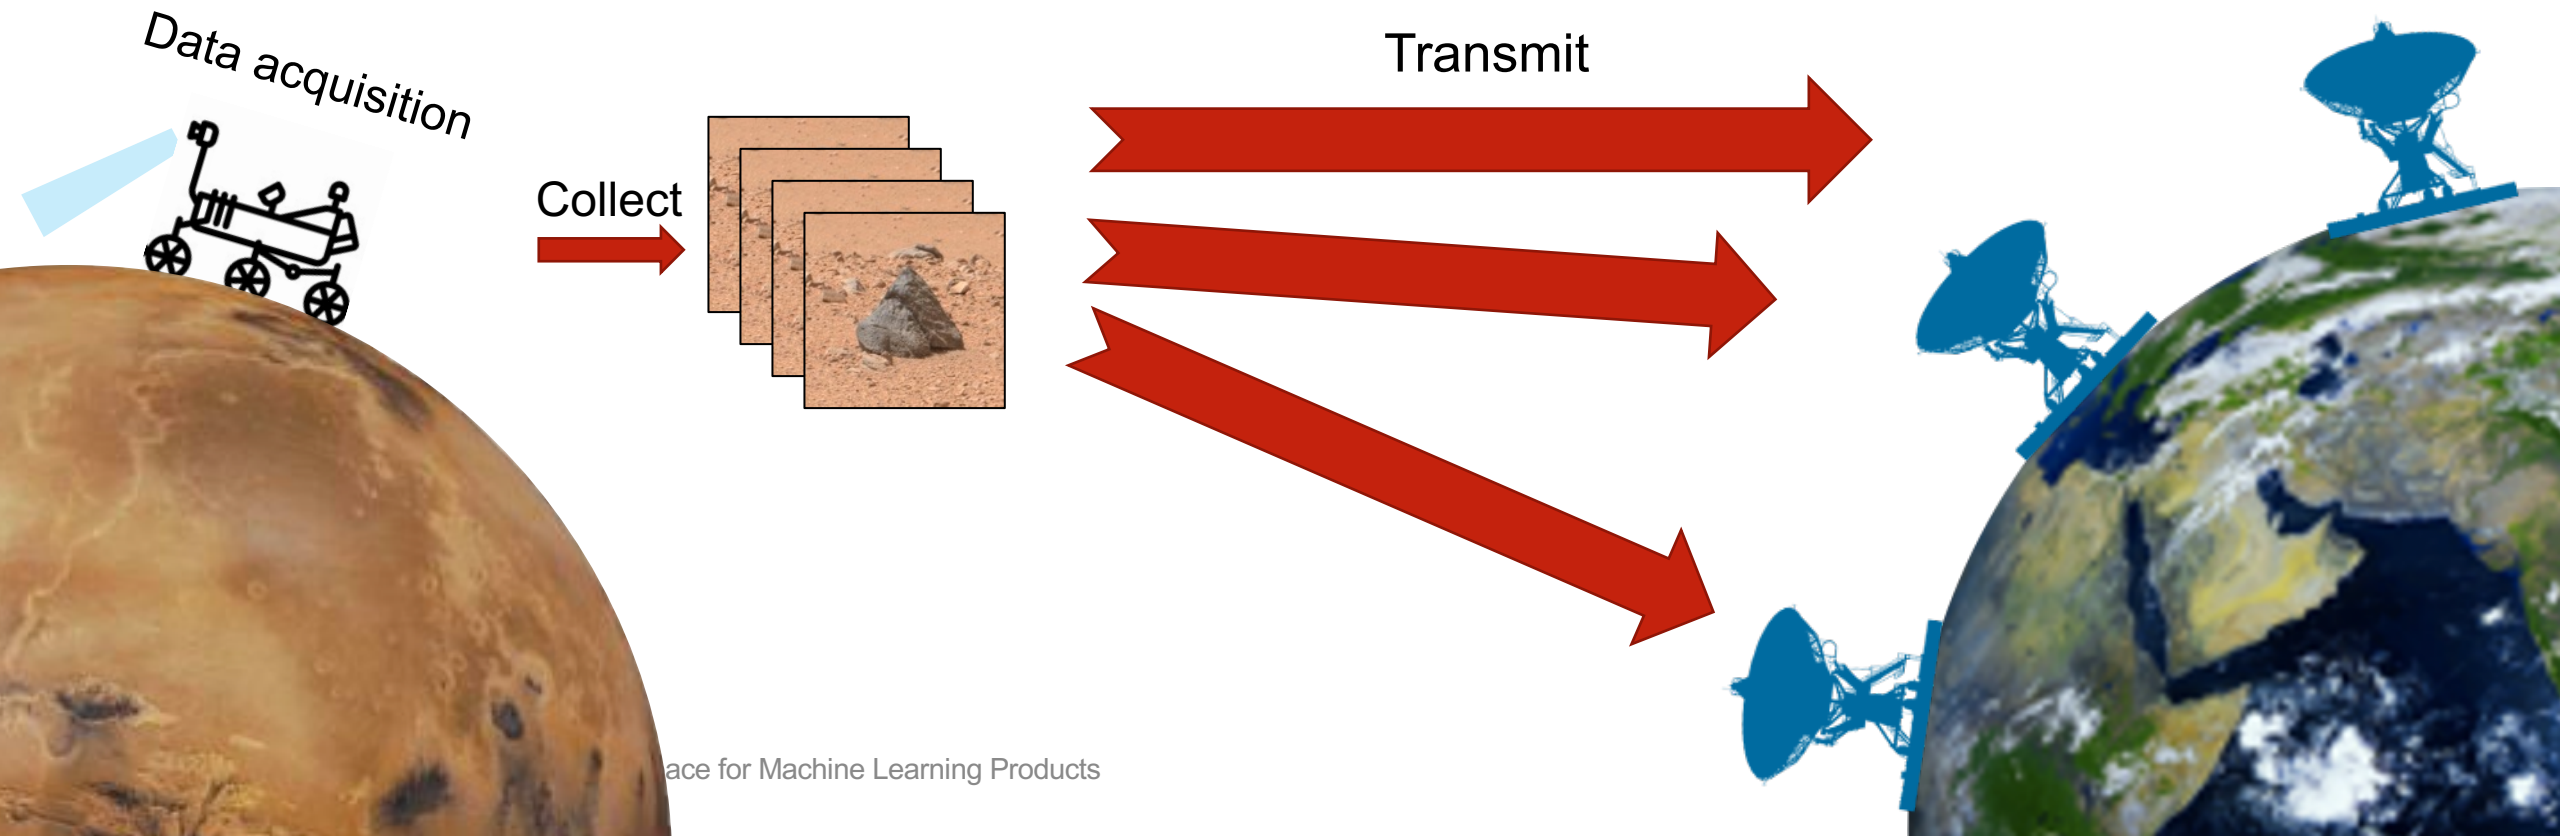 Data acquisition
Collect
Transmit
ace for Machine Learning Products